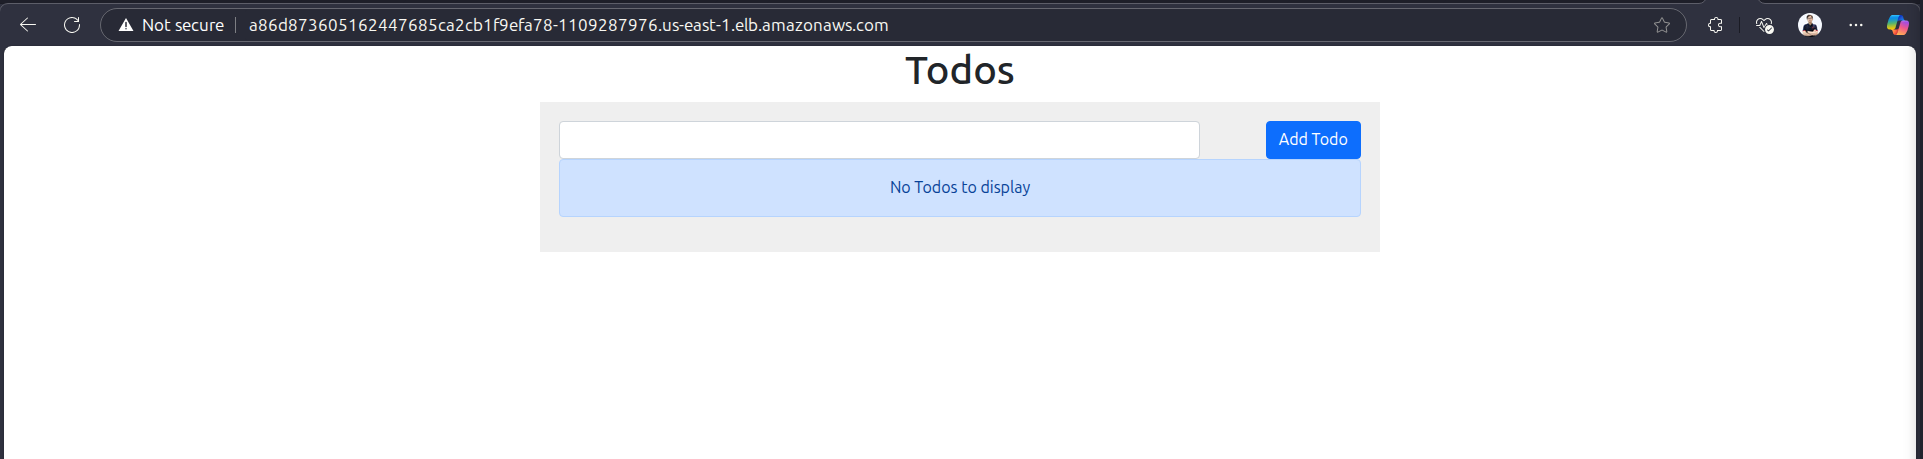 Not secure a86d873605162447685ca2cb1f9efa78-1109287976.us-east-1.elb.amazonaws.com
Todos
Add Todo
No Todos to display